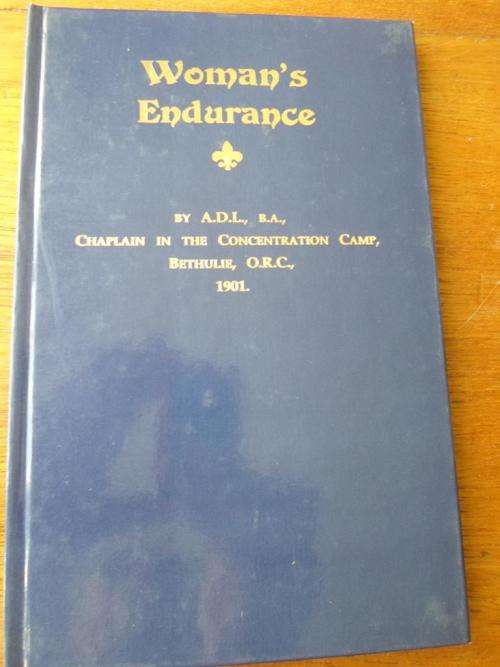 Woman's
Endurance
BY A.D.L., B.A.,
CHAPLAIN IN THE CONCENTRATION CAMP,
BETHULIE, O.R.C.,
1901.